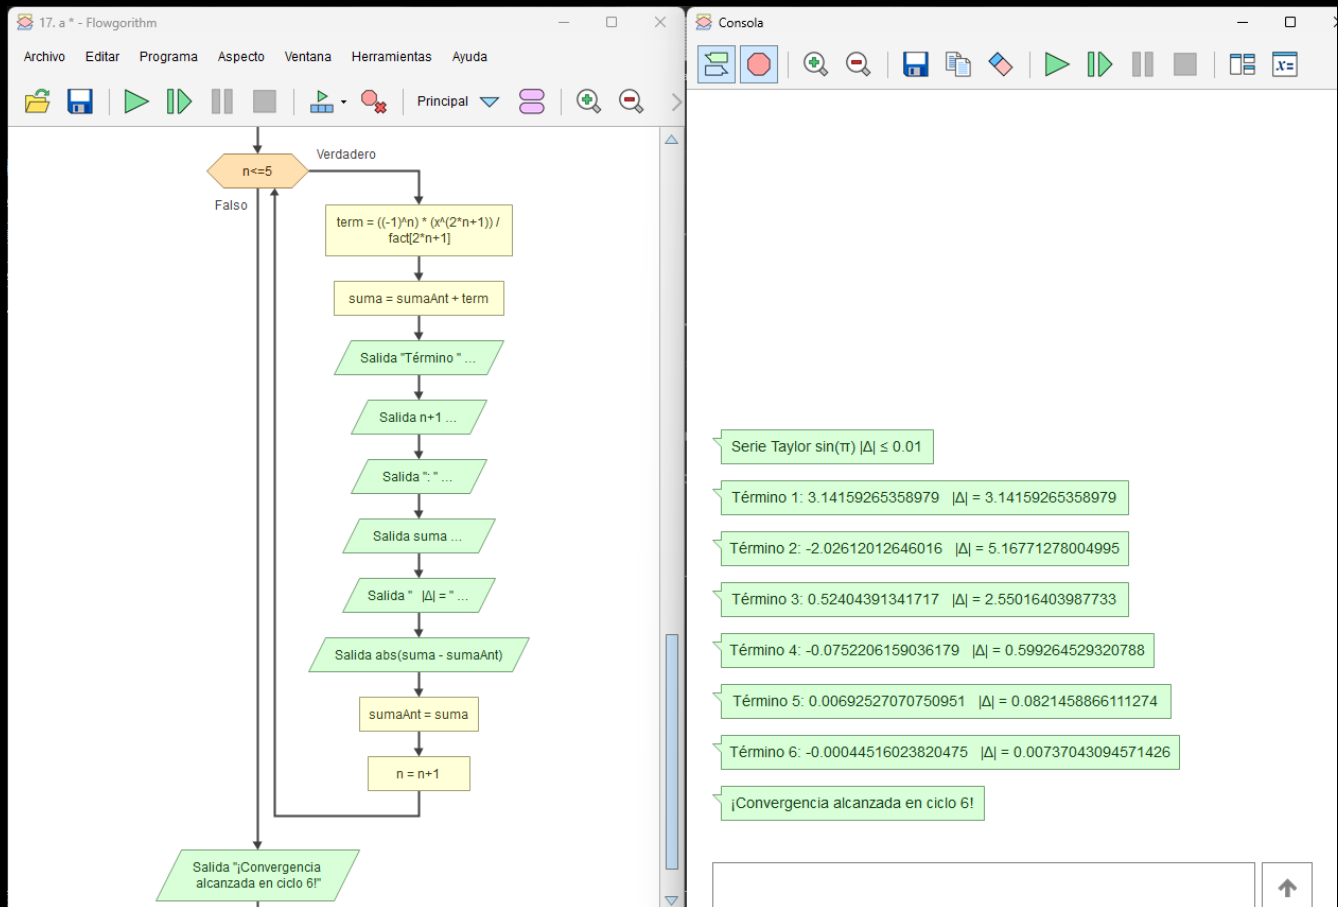 17. a * - Flowgorithm
Archivo Editar Programa Aspecto Ventana Herramientas Ayuda
Principal
n<=5
Verdadero
Falso
term = ((-1)^n) * (x^(2*n+1)) /
fact[2*n+1]
suma = sumaAnt + term
Salida "Término " ...
Salida n+1 ...
Salida ": " ...
Salida suma ...
Salida "   |Δ| = " ...
Salida abs(suma - sumaAnt)
sumaAnt = suma
n = n+1
Salida "¡Convergencia
alcanzada en ciclo 6!"
Consola
x=
Serie Taylor sin(π) |Δ| ≤ 0.01
Término 1: 3.14159265358979   |Δ| = 3.14159265358979
Término 2: -2.02612012646016   |Δ| = 5.16771278004995
Término 3: 0.52404391341717   |Δ| = 2.55016403987733
Término 4: -0.0752206159036179   |Δ| = 0.599264529320788
Término 5: 0.00692527070750951   |Δ| = 0.0821458866111274
Término 6: -0.00044516023820475   |Δ| = 0.00737043094571426
¡Convergencia alcanzada en ciclo 6!